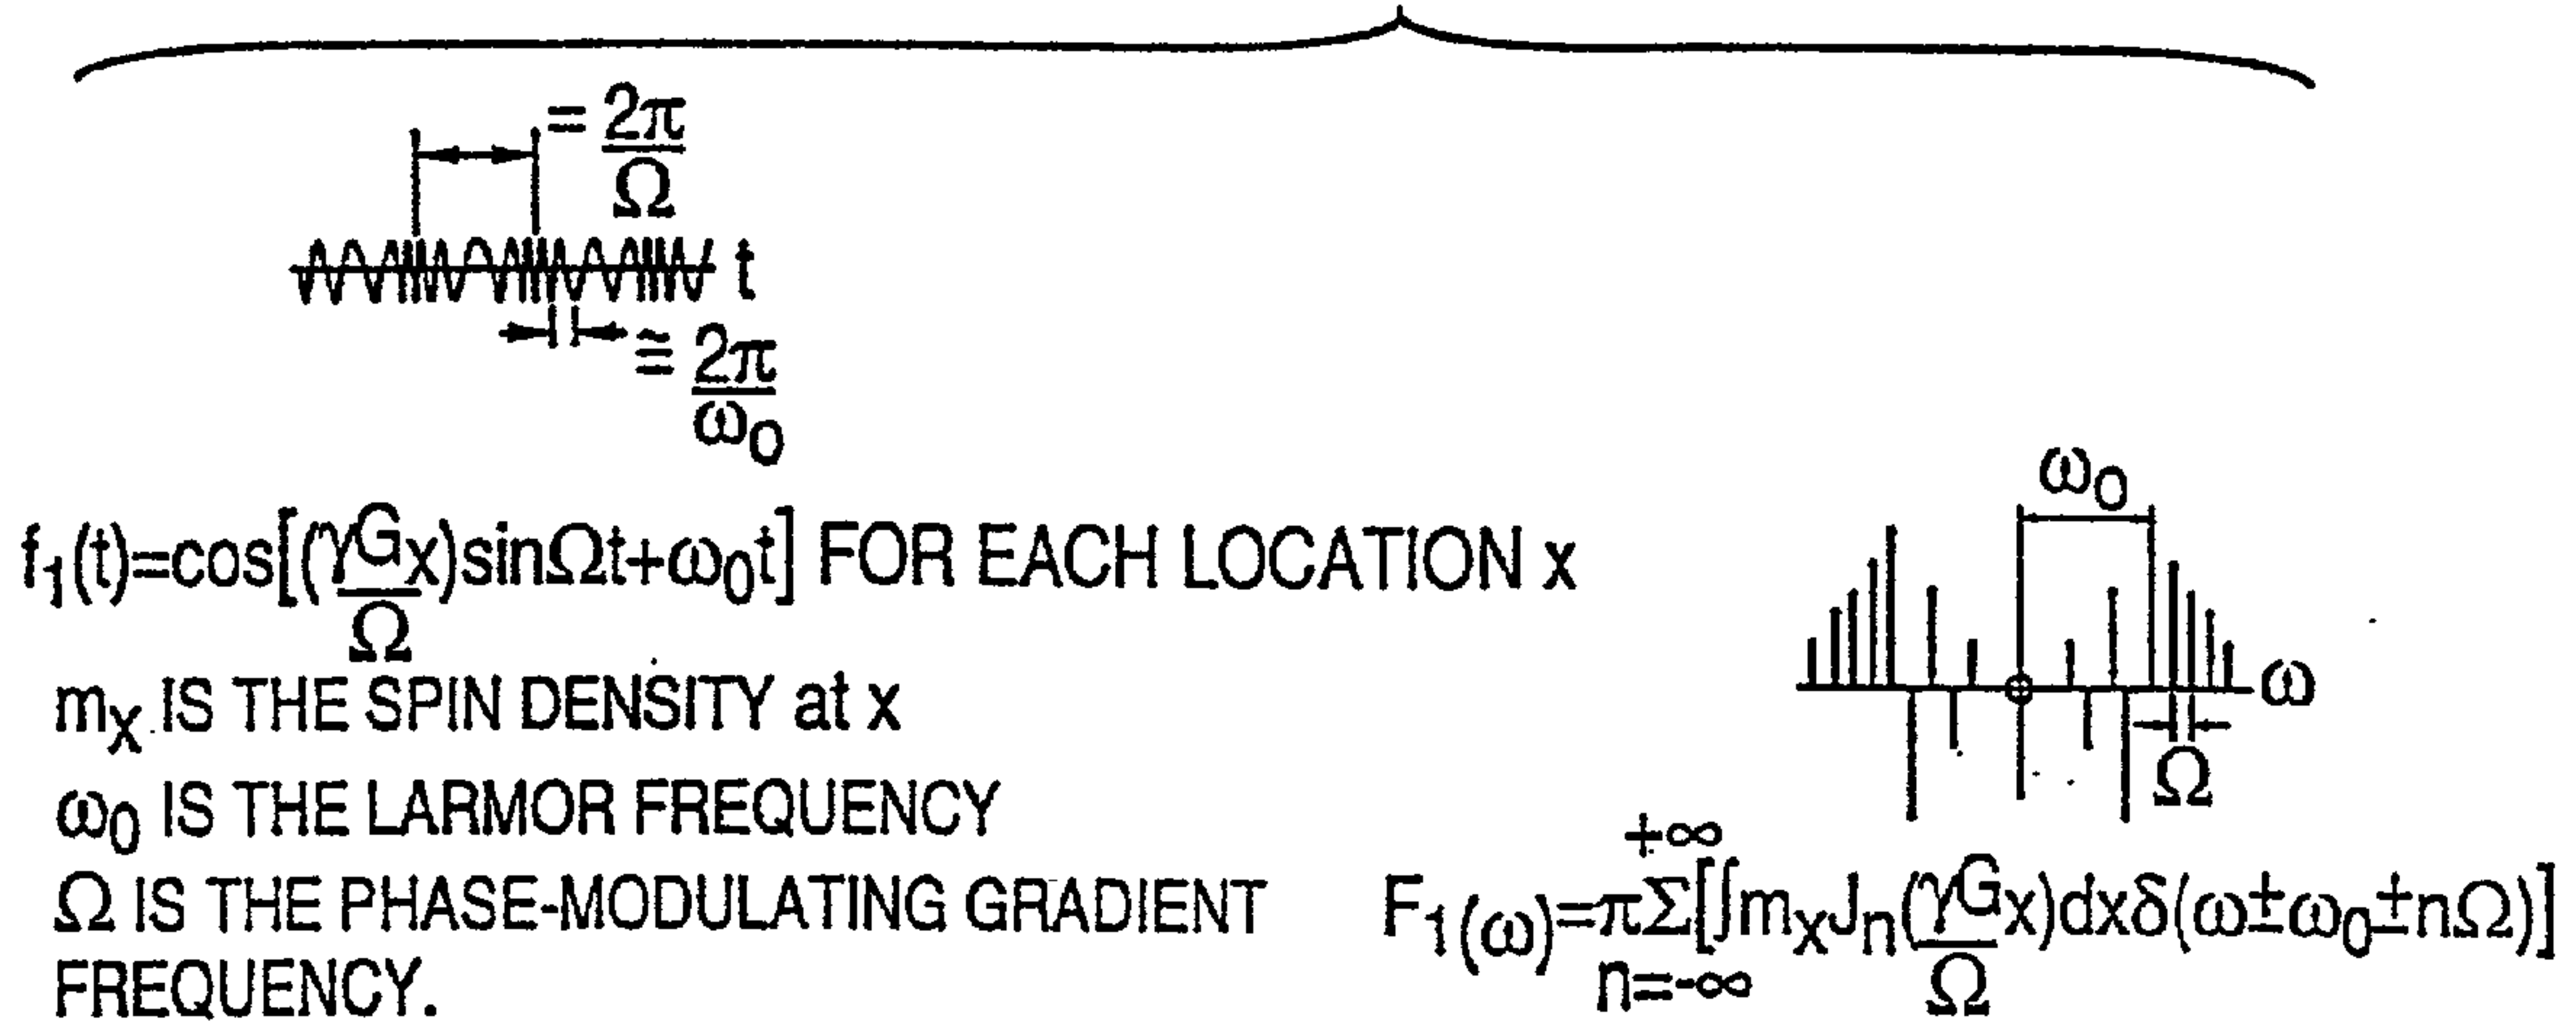 = 2π/Ω
t
≅ 2π/ω₀
f₁(t)=cos[(γG/Ω x)sinΩt+ω₀t] FOR EACH LOCATION x
mₓ IS THE SPIN DENSITY at x
ω₀ IS THE LARMOR FREQUENCY
Ω IS THE PHASE-MODULATING GRADIENT
FREQUENCY.
ω₀
ω
Ω
+∞
F₁(ω)=πΣ[∫mₓJₙ(γG/Ω x)dxδ(ω±ω₀±nΩ)]
n=-∞